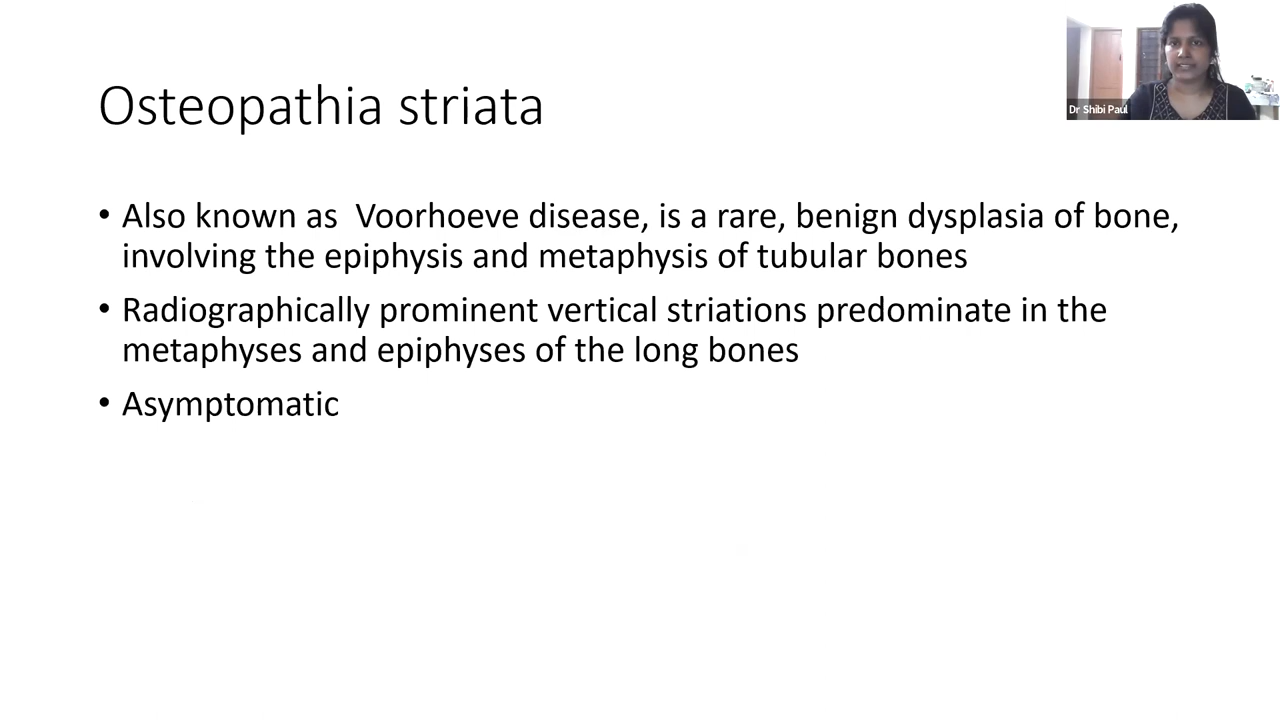 Osteopathia striata
• Also known as  Voorhoeve disease, is a rare, benign dysplasia of bone,
involving the epiphysis and metaphysis of tubular bones
• Radiographically prominent vertical striations predominate in the
metaphyses and epiphyses of the long bones
• Asymptomatic
Dr Shibi Paul